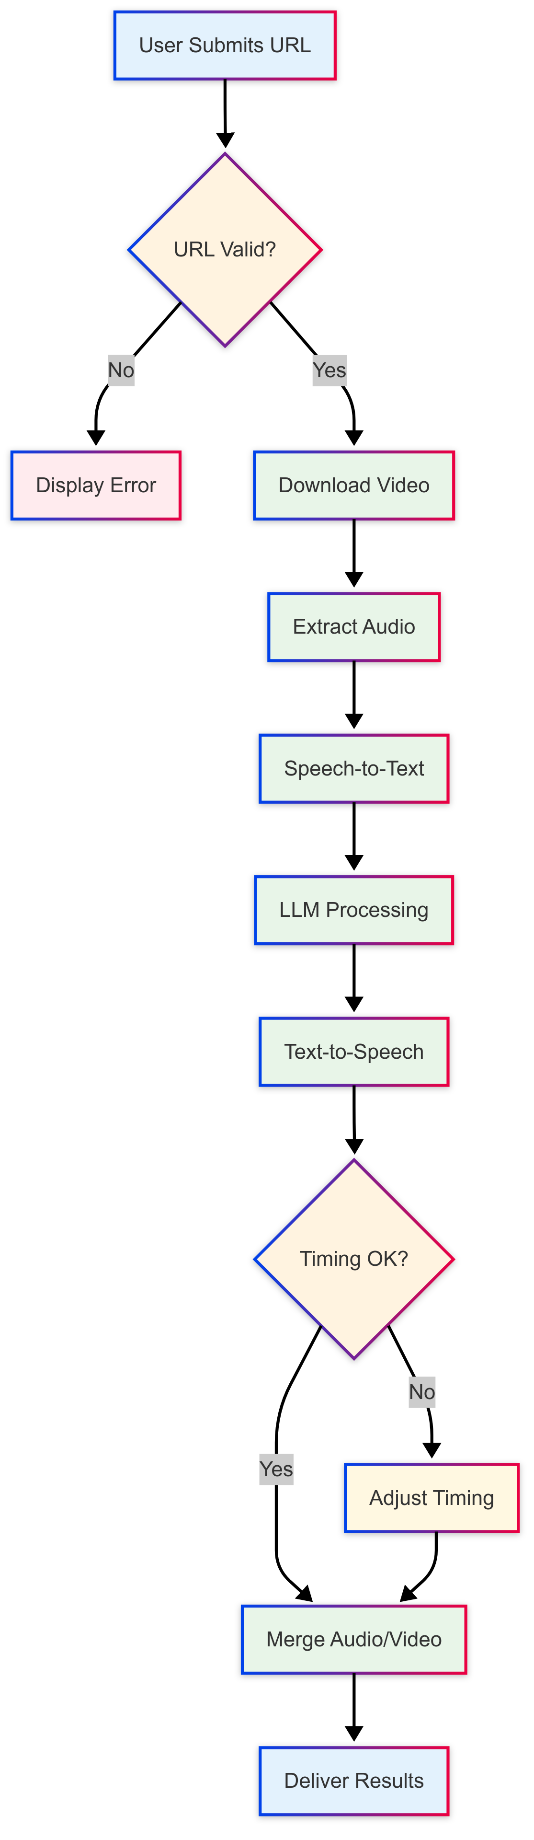 User Submits URL
URL Valid?
No
Yes
Display Error
Download Video
Extract Audio
Speech-to-Text
LLM Processing
Text-to-Speech
Timing OK?
No
Yes
Adjust Timing
Merge Audio/Video
Deliver Results